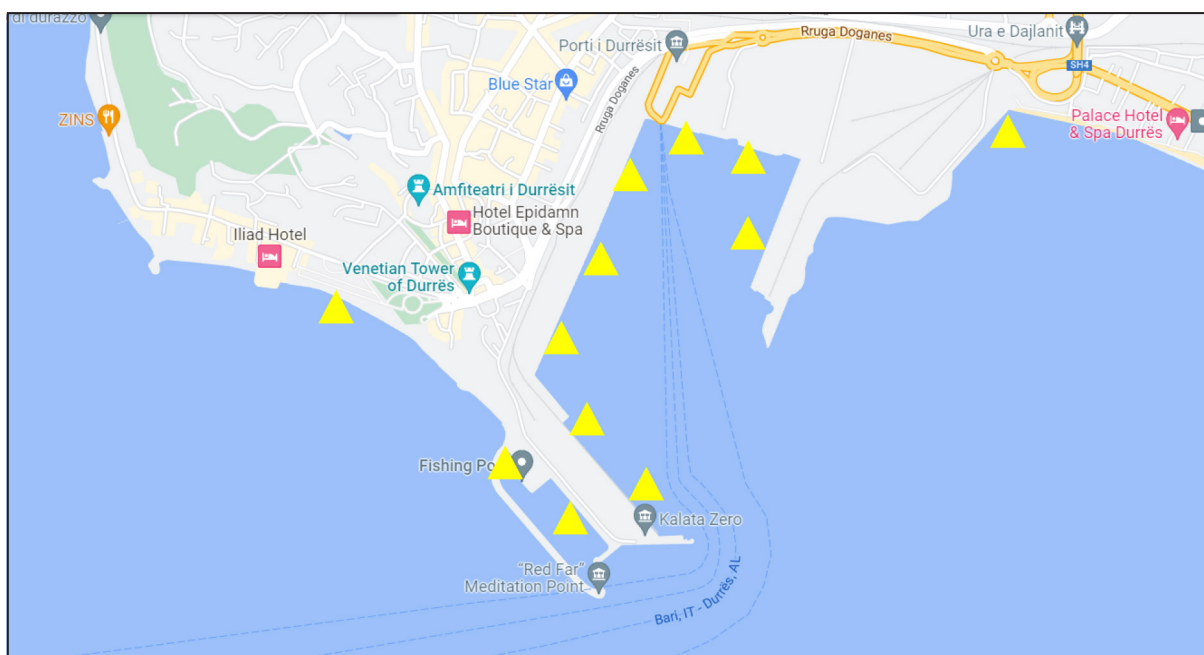 di durazzo
Porti i Durrësit
Rruga Doganes
Ura e Dajlanit
SH4
Blue Star
Rruga Doganes
ZINS
Palace Hotel
& Spa Durrës
Amfiteatri i Durrësit
Hotel Epidamn
Boutique & Spa
Iliad Hotel
Venetian Tower
of Durrës
Fishing Po
Kalata Zero
"Red Far"
Meditation Point
Bari, IT - Durrës, AL